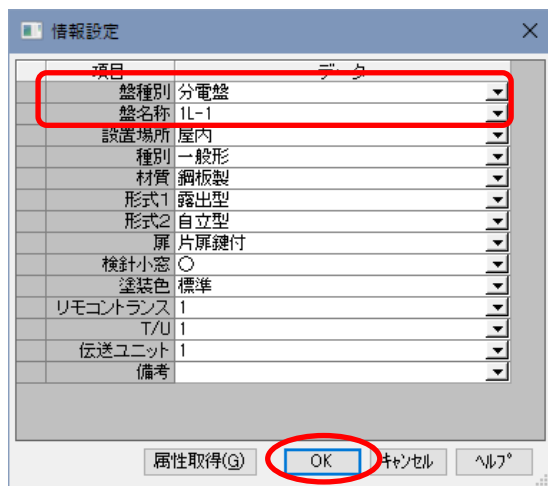 情報設定
項目 データ
盤種別 分電盤
盤名称 1L-1
設置場所 屋内
種別 一般形
材質 鋼板製
形式1 露出型
形式2 自立型
扉 片扉鍵付
検針小窓 ○
塗装色 標準
リモコントランス 1
T/U 1
伝送ユニット 1
備考
属性取得(G) OK キャンセル ヘルプ